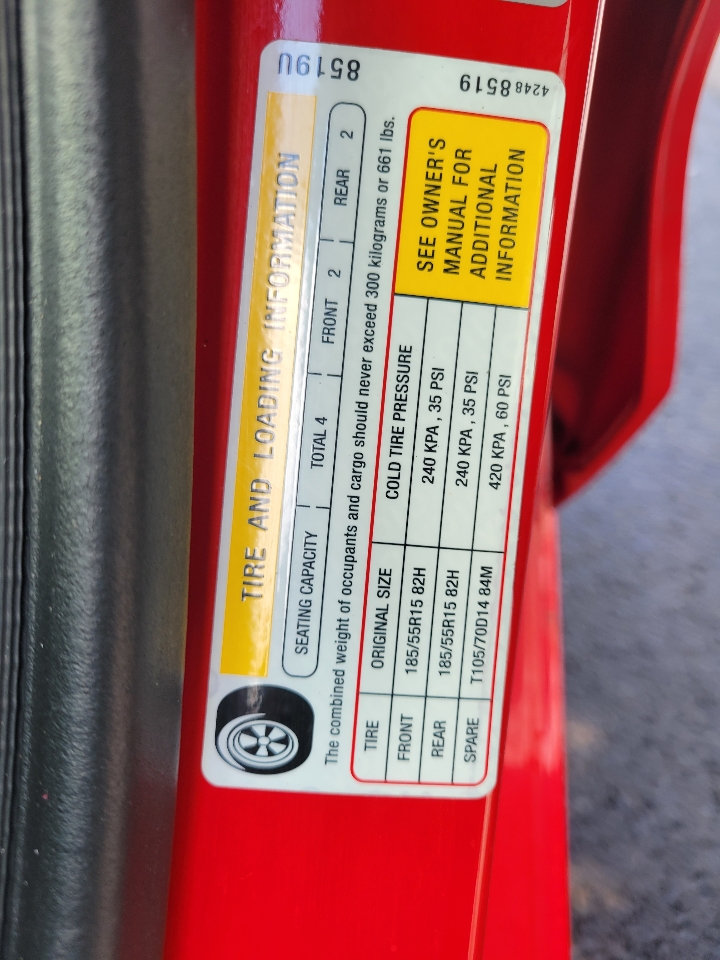 TIRE AND LOADING INFORMATION
SEATING CAPACITY TOTAL 4 FRONT 2 REAR 2
The combined weight of occupants and cargo should never exceed 300 kilograms or 661 lbs.
TIRE ORIGINAL SIZE COLD TIRE PRESSURE
FRONT 185/55R15 82H 240 KPA , 35 PSI
REAR 185/55R15 82H 240 KPA , 35 PSI
SPARE T105/70D14 84M 420 KPA , 60 PSI
SEE OWNER'S
MANUAL FOR
ADDITIONAL
INFORMATION
8519U
4248 8519